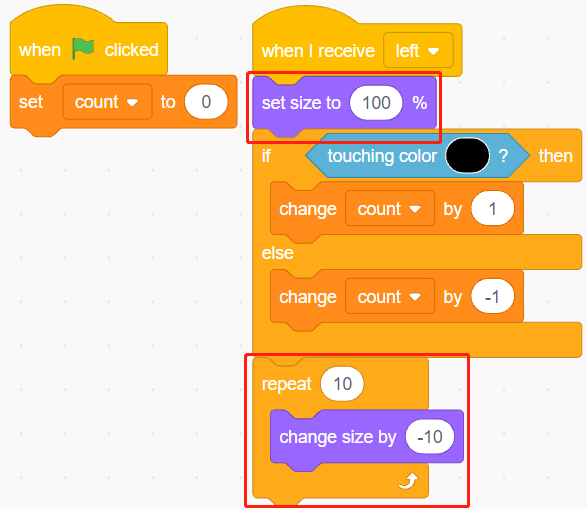 when clicked
set count to 0
when I receive left
set size to 100 %
if touching color ? then
change count by 1
else
change count by -1
repeat 10
change size by -10